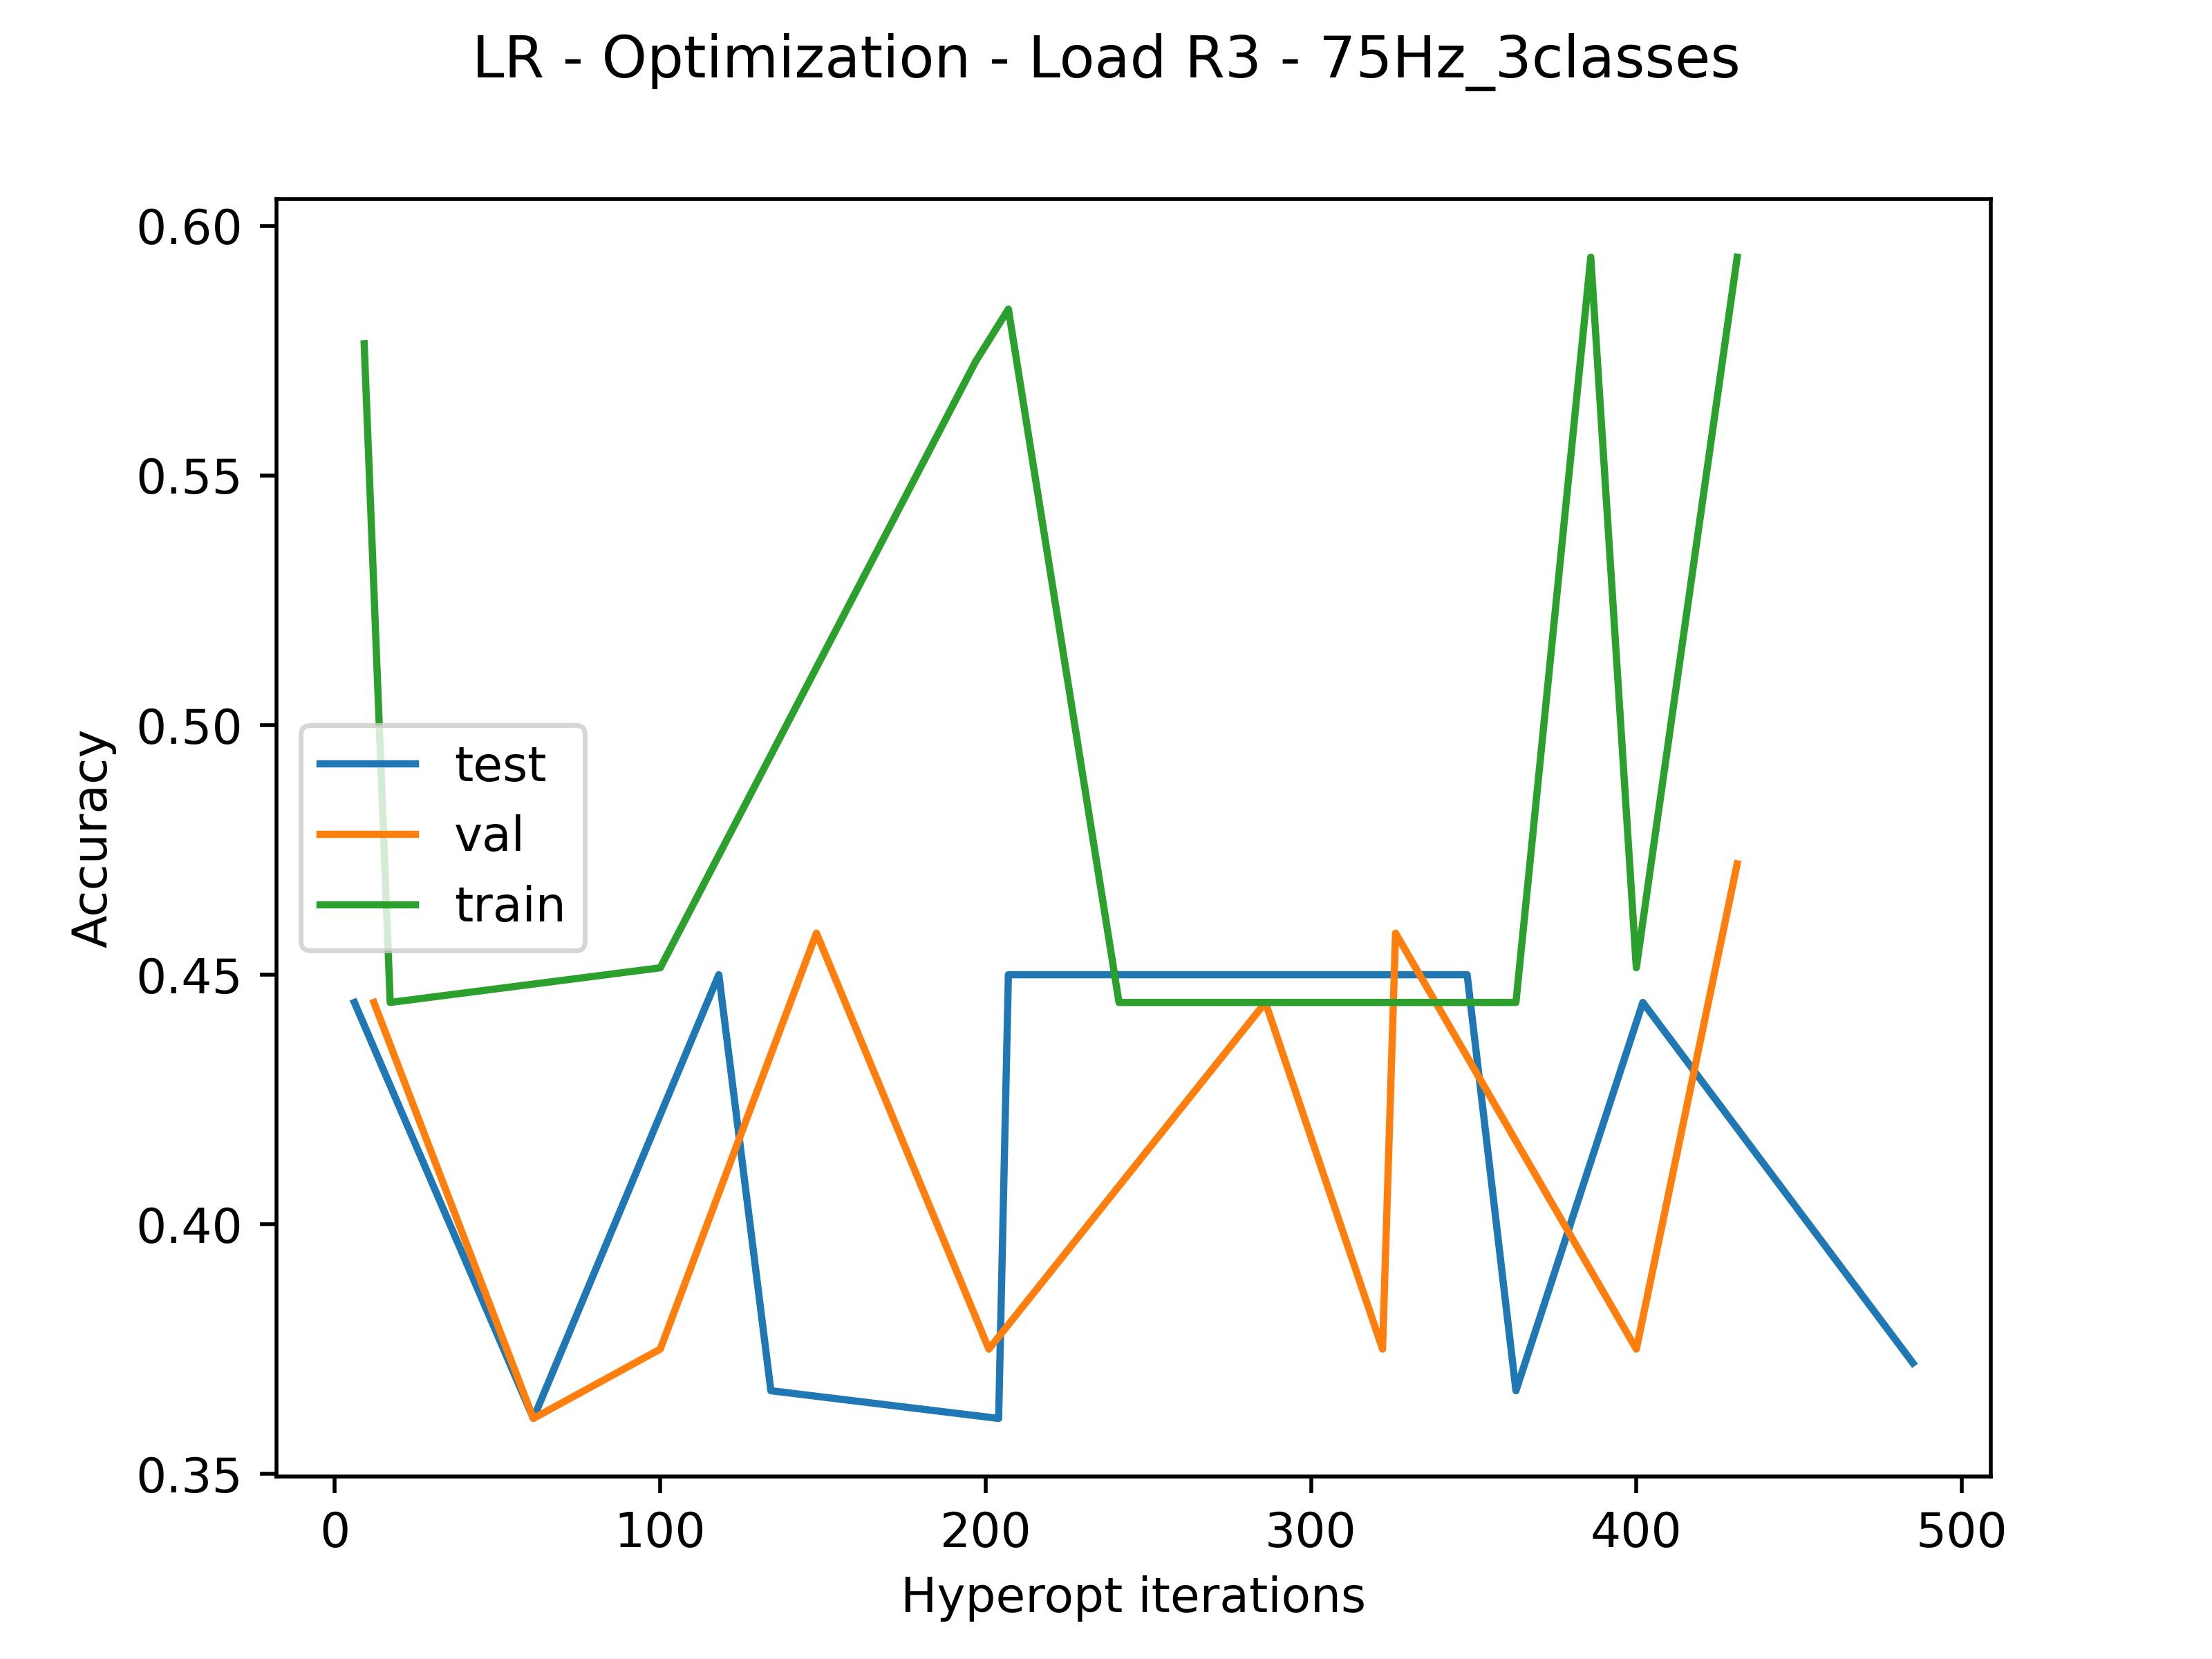 LR - Optimization - Load R3 - 75Hz_3classes
0.60
0.55
0.50
0.45
0.40
0.35
Accuracy
test
val
train
0 100 200 300 400 500
Hyperopt iterations